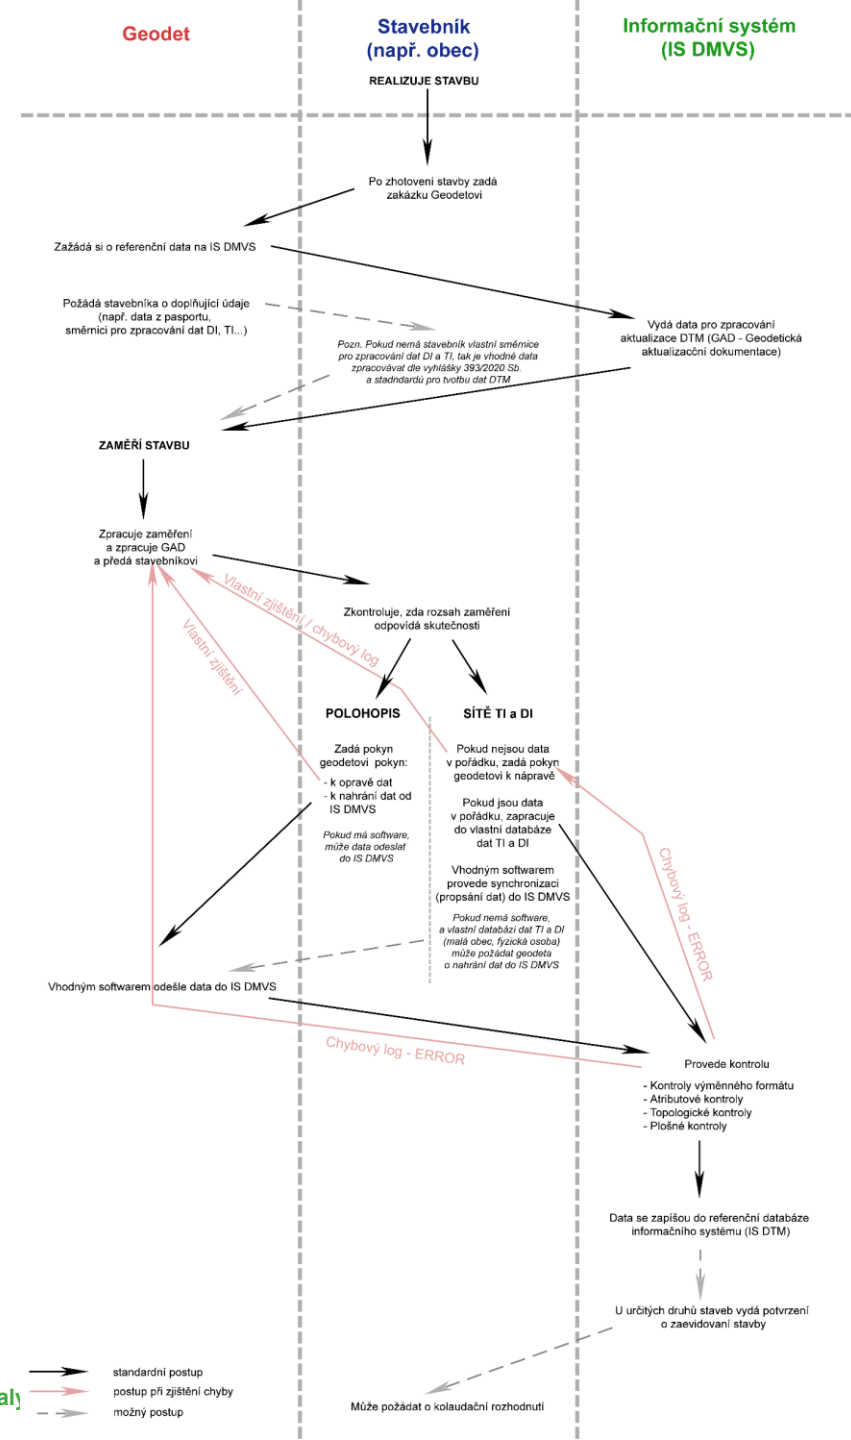 Geodet
Stavebník
(např. obec)
Informační systém
(IS DMVS)
REALIZUJE STAVBU
Po zhotovení stavby zadá
zakázku Geodetovi
Zažádá si o referenční data na IS DMVS
Požádá stavebníka o doplňující údaje
(např. data z pasportu,
směrnici pro zpracování dat DI, TI...)
Pozn. Pokud nemá stavebník vlastní směrnice
pro zpracování dat DI a TI, tak je vhodné data
zpracovávat dle vyhlášky 393/2020 Sb.
a stadndardú pro tvotbu dat DTM
Vydá data pro zpracování
aktualizace DTM (GAD - Geodetická
aktualizacční dokumentace)
ZAMĚŘÍ STAVBU
Zpracuje zaměření
a zpracuje GAD
a předá stavebníkovi
Vlastní zjištění / chybový log
Vlastní zjištění
Zkontroluje, zda rozsah zaměření
odpovídá skutečnosti
POLOHOPIS
Zadá pokyn
geodetovi pokyn:
- k opravě dat
- k nahrání dat od
IS DMVS
Pokud má software,
může data odeslat
do IS DMVS
SÍTĚ TI a DI
Pokud nejsou data
v pořádku, zadá pokyn
geodetovi k nápravě
Pokud jsou data
v pořádku, zapracuje
do vlastní databáze
dat TI a DI
Vhodným softwarem
provede synchronizaci
(propsání dat) do IS DMVS
Pokud nemá software,
a vlastní databázi dat TI a DI
(malá obec, fyzická osoba)
může požádat geodeta
o nahrání dat do IS DMVS
Chybový log - ERROR
Vhodným softwarem odešle data do IS DMVS
Chybový log - ERROR
Provede kontrolu
- Kontroly výměnného formátu
- Atributové kontroly
- Topologické kontroly
- Plošné kontroly
Data se zapíšou do referenční databáze
informačního systému (IS DTM)
U určitých druhů staveb vydá potvrzení
o zaevidovaní stavby
Může požádat o kolaudační rozhodnutí
standardní postup
postup při zjištění chyby
možný postup
aly